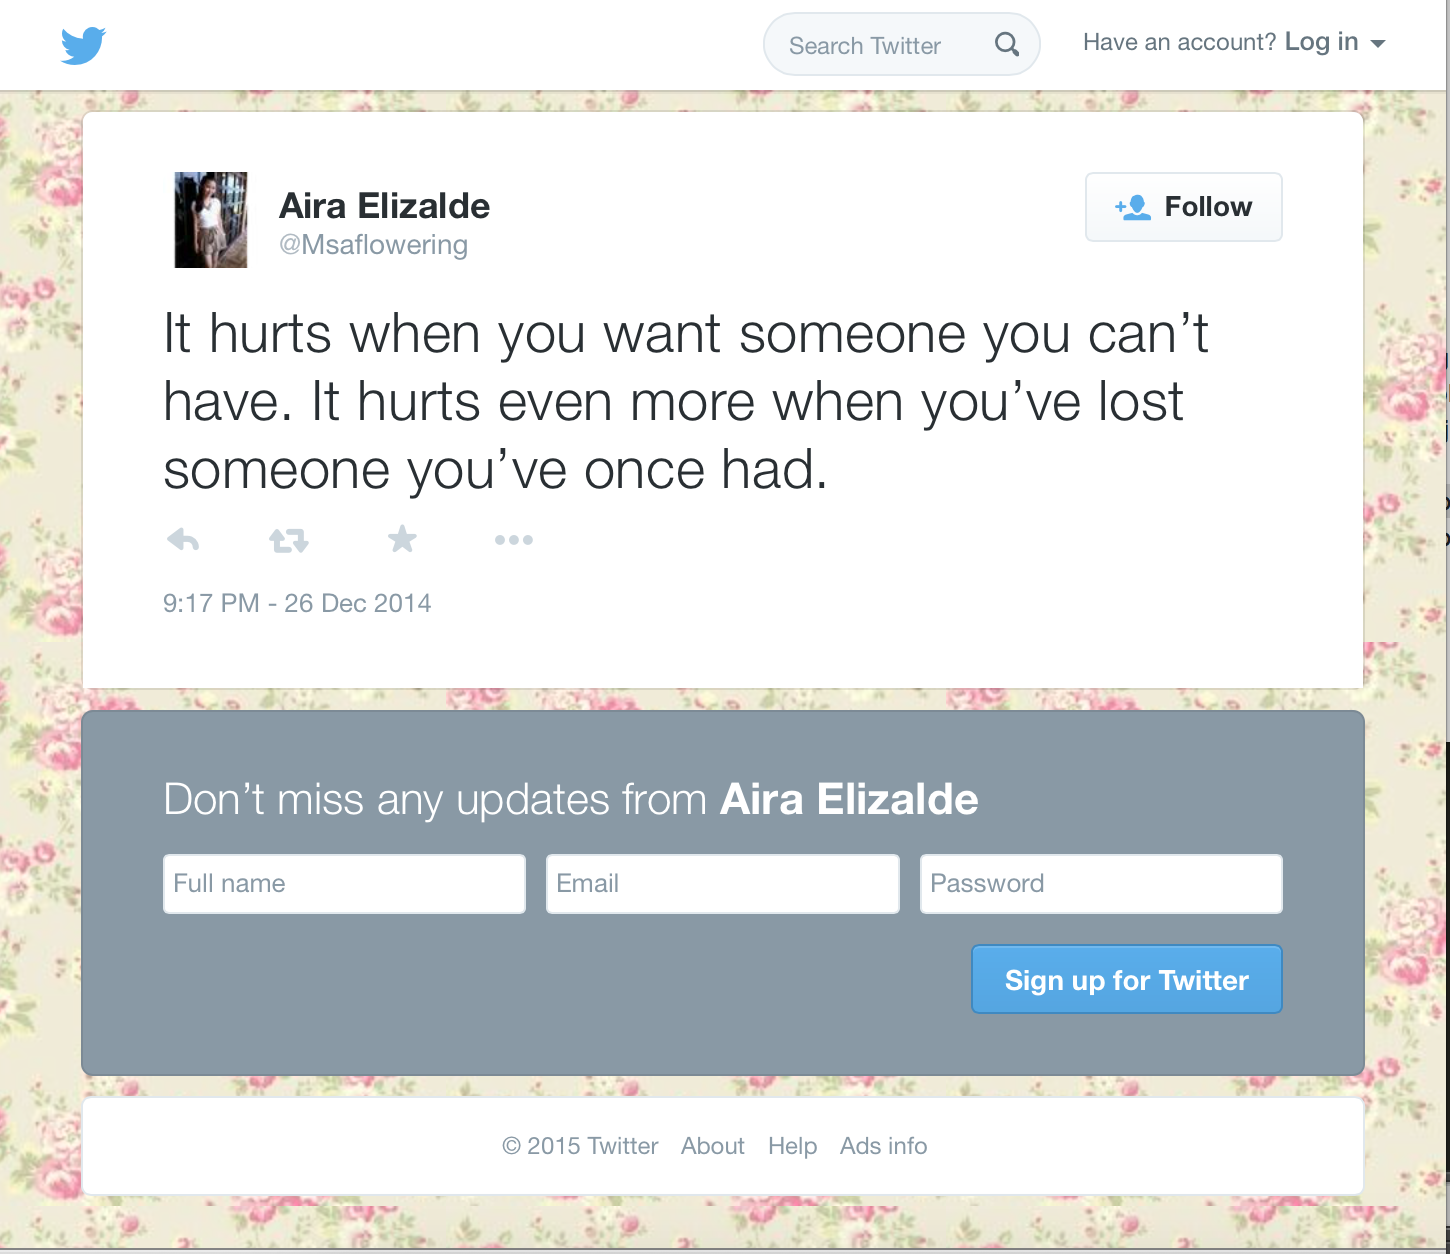 Search Twitter
Have an account? Log in
Aira Elizalde
@Msaflowering
Follow
It hurts when you want someone you can’t
have. It hurts even more when you’ve lost
someone you’ve once had.
9:17 PM - 26 Dec 2014
Don’t miss any updates from Aira Elizalde
Full name
Email
Password
Sign up for Twitter
© 2015 Twitter About Help Ads info